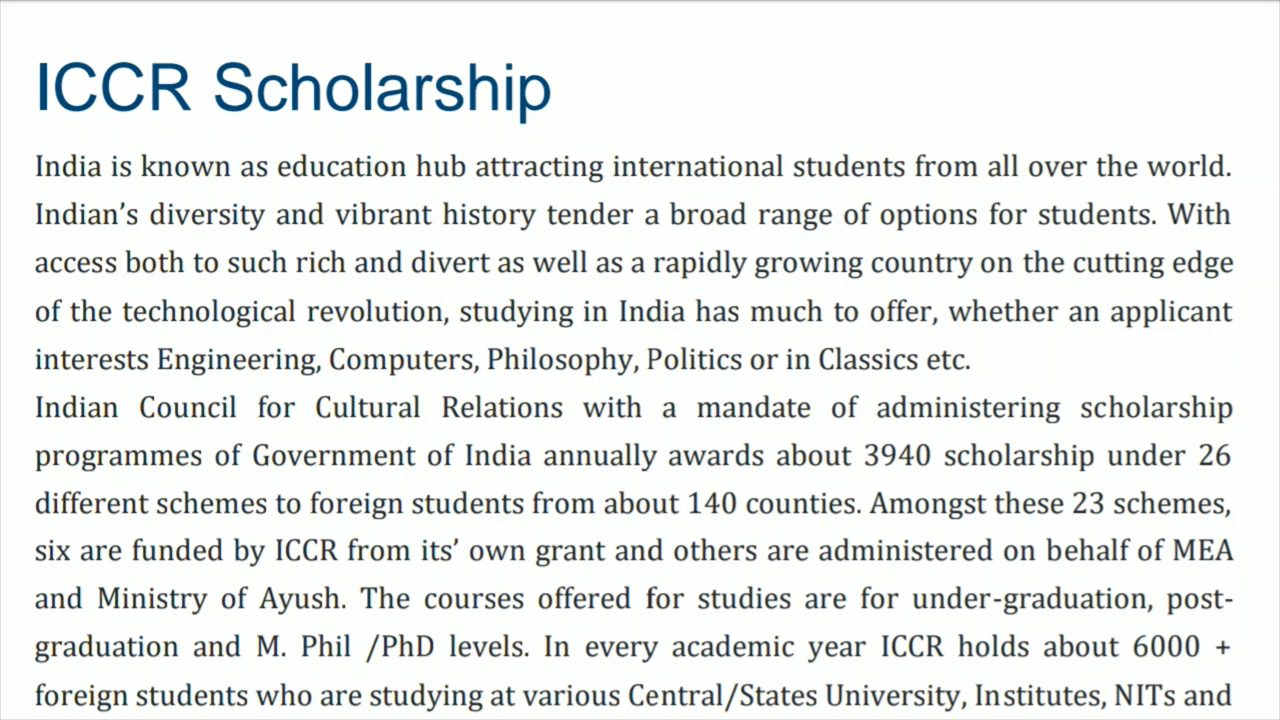 ICCR Scholarship
India is known as education hub attracting international students from all over the world.
Indian’s diversity and vibrant history tender a broad range of options for students. With
access both to such rich and divert as well as a rapidly growing country on the cutting edge
of the technological revolution, studying in India has much to offer, whether an applicant
interests Engineering, Computers, Philosophy, Politics or in Classics etc.
Indian Council for Cultural Relations with a mandate of administering scholarship
programmes of Government of India annually awards about 3940 scholarship under 26
different schemes to foreign students from about 140 counties. Amongst these 23 schemes,
six are funded by ICCR from its’ own grant and others are administered on behalf of MEA
and Ministry of Ayush. The courses offered for studies are for under-graduation, post-
graduation and M. Phil /PhD levels. In every academic year ICCR holds about 6000 +
foreign students who are studying at various Central/States University, Institutes, NITs and